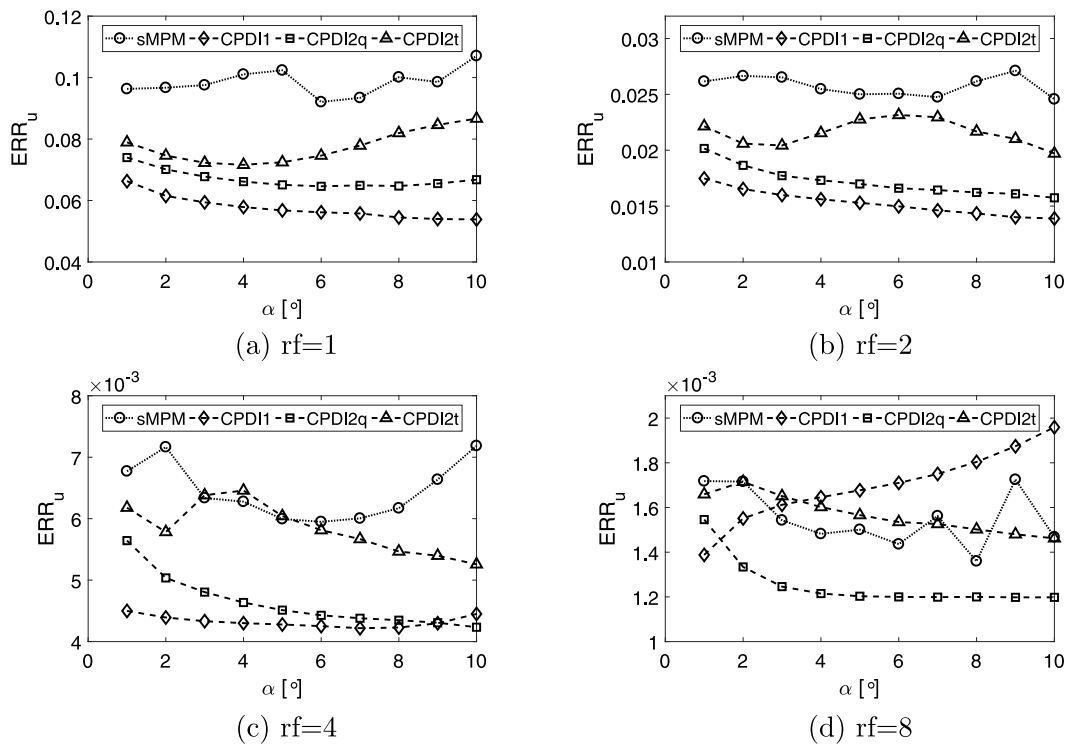 0.12
sMPM CPDI1 CPDI2q CPDI2t
0.1
0.08
0.06
0.04
ERR_u
0 2 4 6 8 10
α [°]
(a) rf=1
0.03
sMPM CPDI1 CPDI2q CPDI2t
0.025
0.02
0.015
0.01
ERR_u
0 2 4 6 8 10
α [°]
(b) rf=2
×10⁻³
8
sMPM CPDI1 CPDI2q CPDI2t
7
6
5
4
ERR_u
0 2 4 6 8 10
α [°]
(c) rf=4
×10⁻³
2
sMPM CPDI1 CPDI2q CPDI2t
1.8
1.6
1.4
1.2
1
ERR_u
0 2 4 6 8 10
α [°]
(d) rf=8